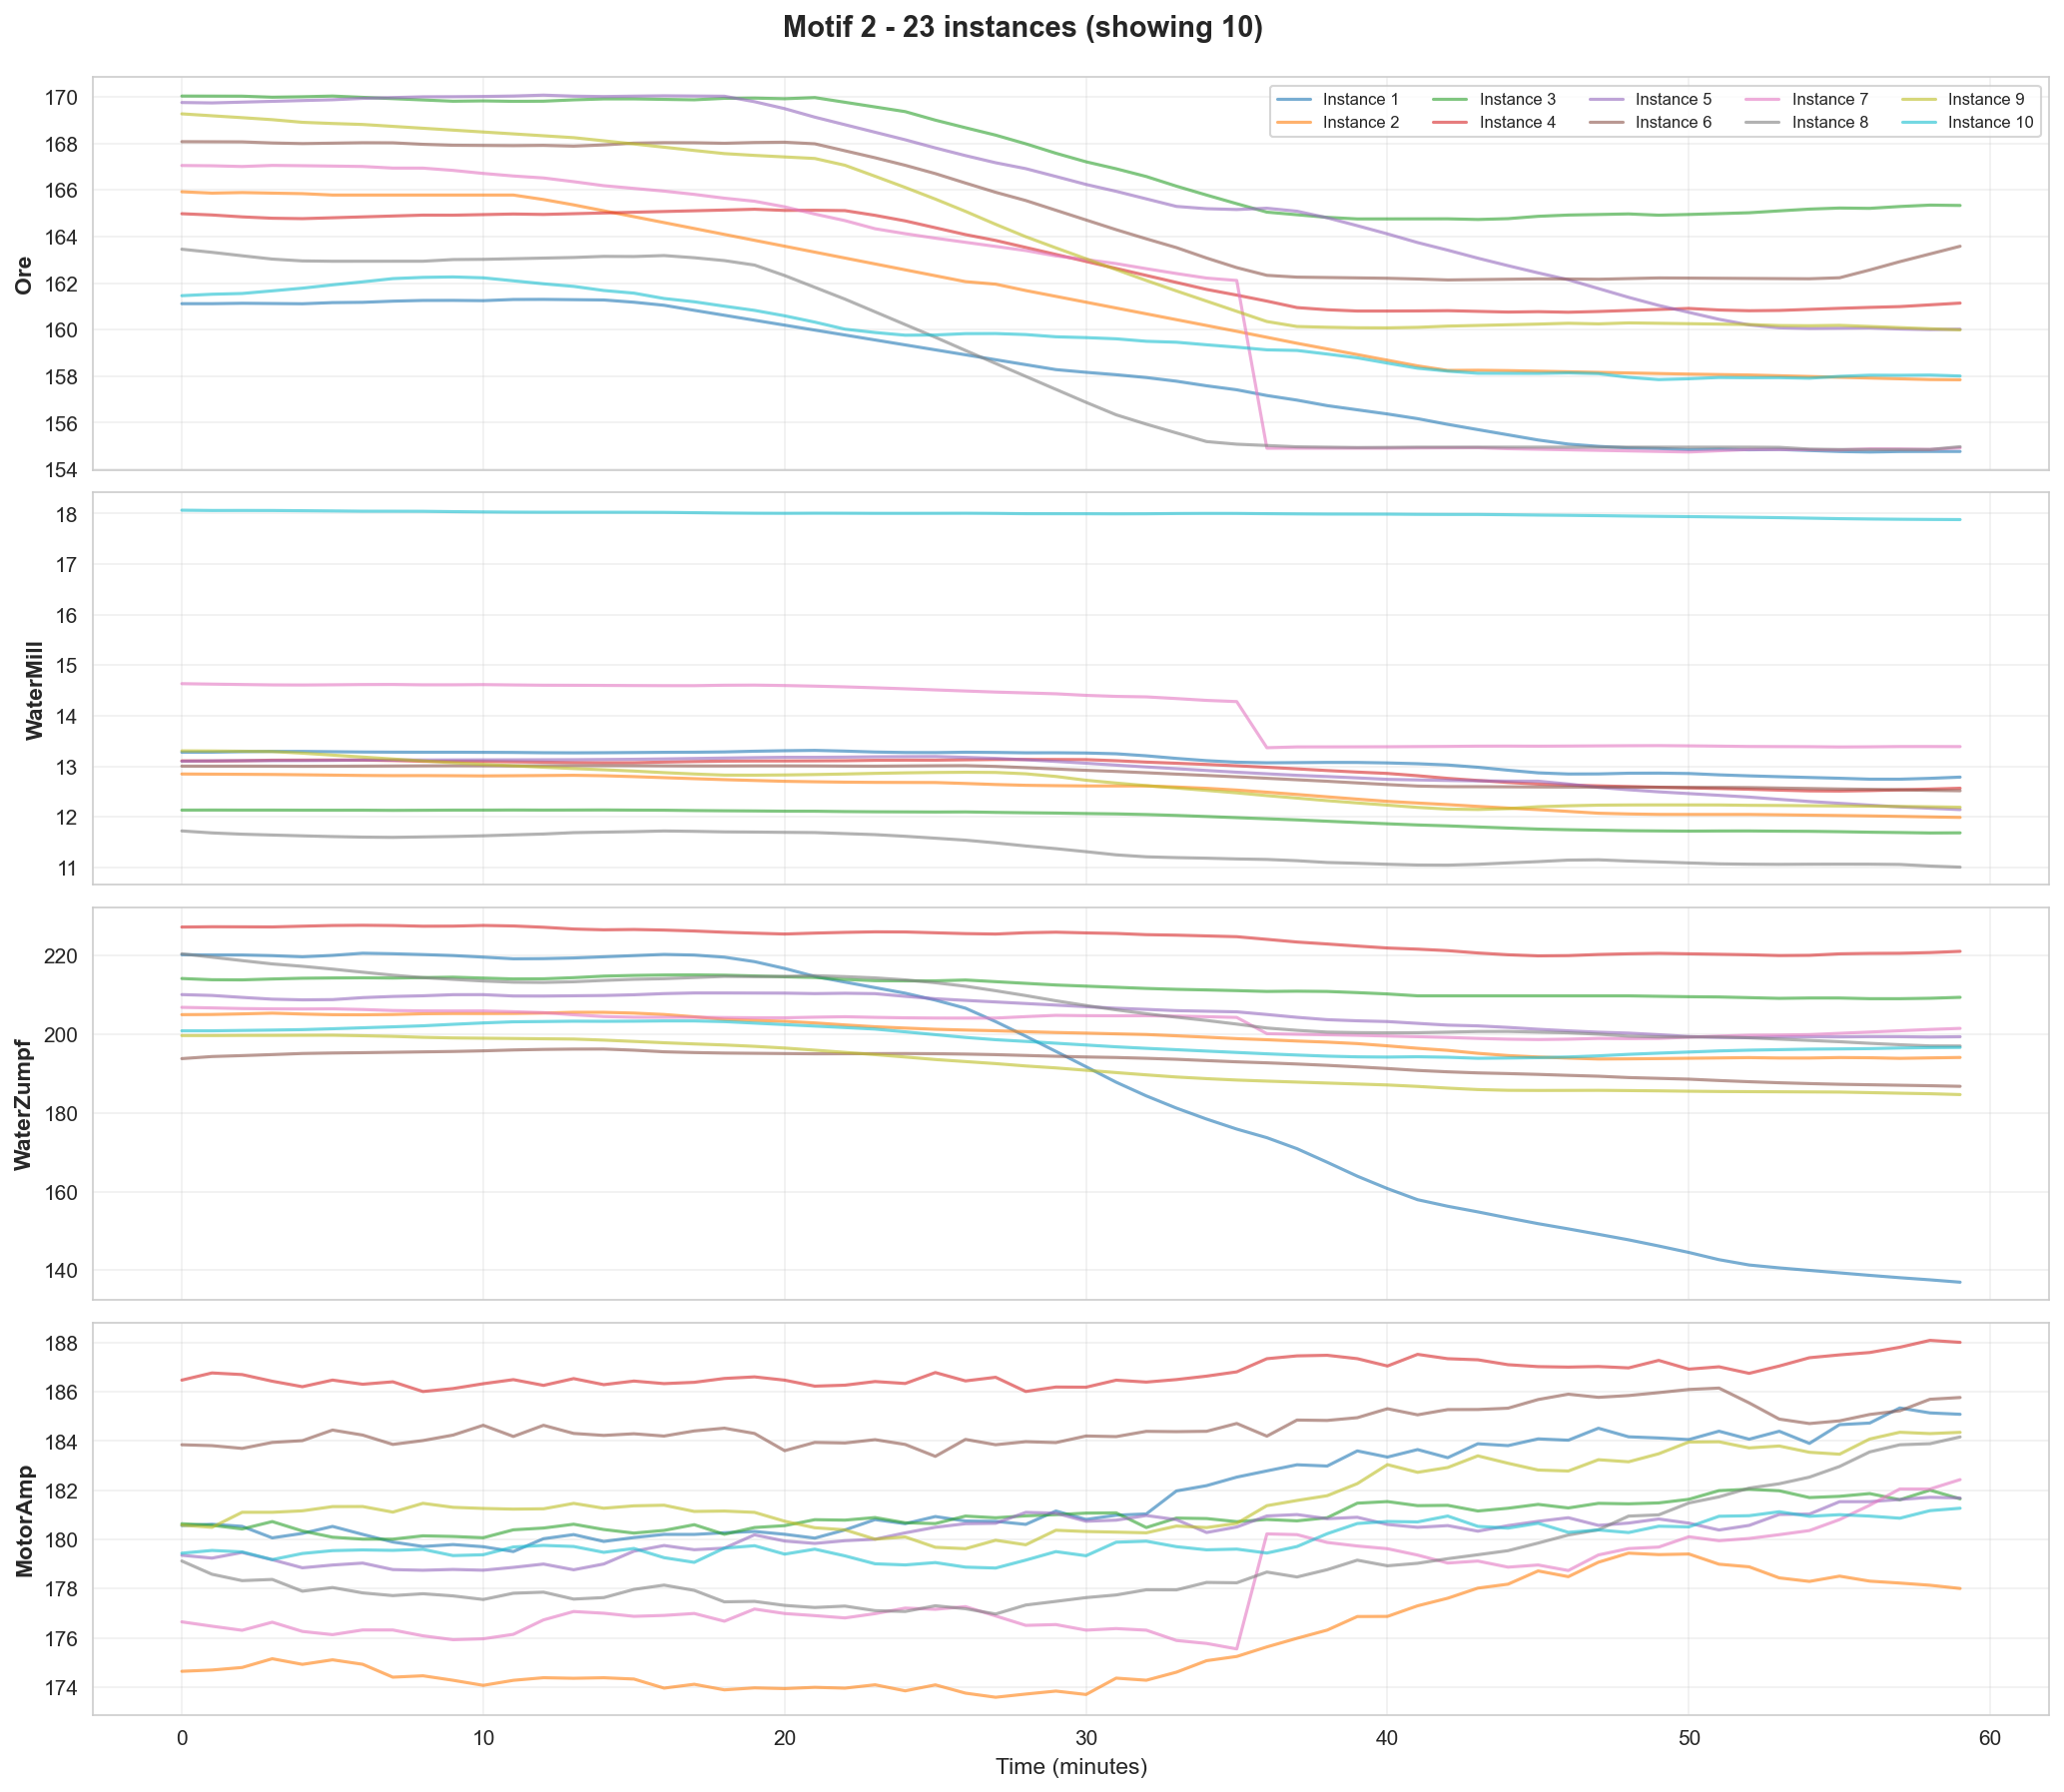 Motif 2 - 23 instances (showing 10)
Instance 1
Instance 3
Instance 5
Instance 7
Instance 9
Instance 2
Instance 4
Instance 6
Instance 8
Instance 10
Ore
170
168
166
164
162
160
158
156
154
WaterMill
18
17
16
15
14
13
12
11
WaterZumpf
220
200
180
160
140
MotorAmp
188
186
184
182
180
178
176
174
0 10 20 30 40 50 60
Time (minutes)